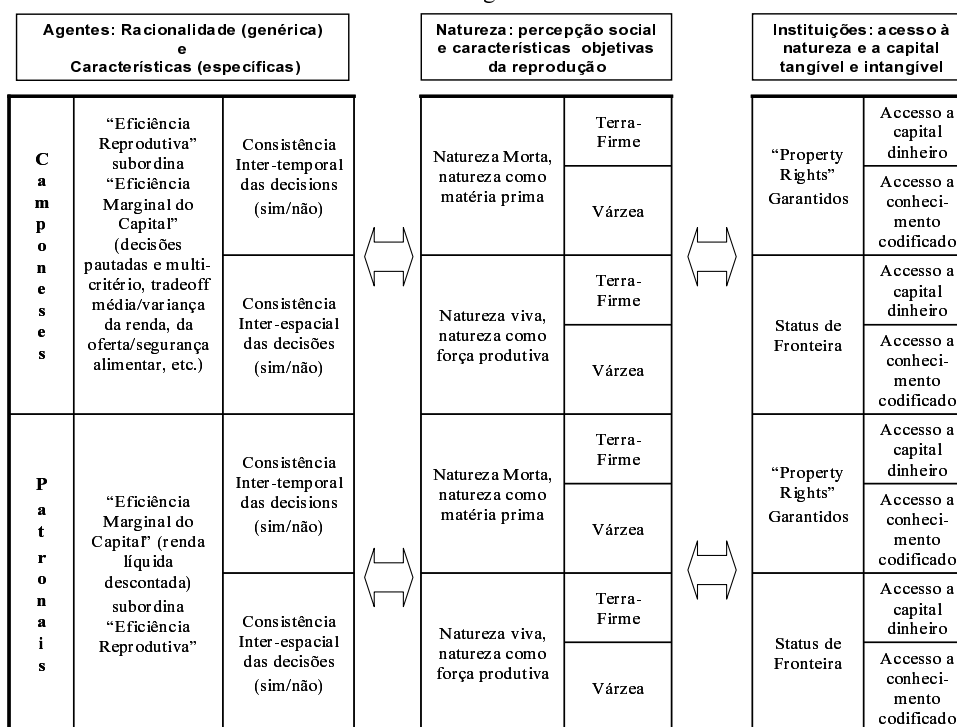 Agentes: Racionalidade (genérica)
e
Características (específicas)
Natureza: percepção social
e características objetivas
da reprodução
Instituições: acesso à
natureza e a capital
tangível e intangível
C
a
m
p
o
n
e
s
e
s
“Eficiência
Reprodutiva”
subordina
“Eficiência
Marginal do
Capital”
(decisões
pautadas e multi-
critério, tradeoff
média/variança
da renda, da
oferta/segurança
alimentar, etc.)
Consistência
Inter-temporal
das decisions
(sim/não)
Consistência
Inter-espacial
das decisões
(sim/não)
Natureza Morta,
natureza como
matéria prima
Terra-
Firme
Várzea
Natureza viva,
natureza como
força produtiva
Terra-
Firme
Várzea
“Property
Rights”
Garantidos
Accesso a
capital
dinheiro
Accesso a
conheci-
mento
codificado
Status de
Fronteira
Accesso a
capital
dinheiro
Accesso a
conheci-
mento
codificado
P
a
t
r
o
n
a
i
s
“Eficiência
Marginal do
Capital” (renda
líquida
descontada)
subordina
“Eficiência
Reprodutiva”
Consistência
Inter-temporal
das decisions
(sim/não)
Consistência
Inter-espacial
das decisões
(sim/não)
Natureza Morta,
natureza como
matéria prima
Terra-
Firme
Várzea
Natureza viva,
natureza como
força produtiva
Terra-
Firme
Várzea
“Property
Rights”
Garantidos
Accesso a
capital
dinheiro
Accesso a
conheci-
mento
codificado
Status de
Fronteira
Accesso a
capital
dinheiro
Accesso a
conheci-
mento
codificado